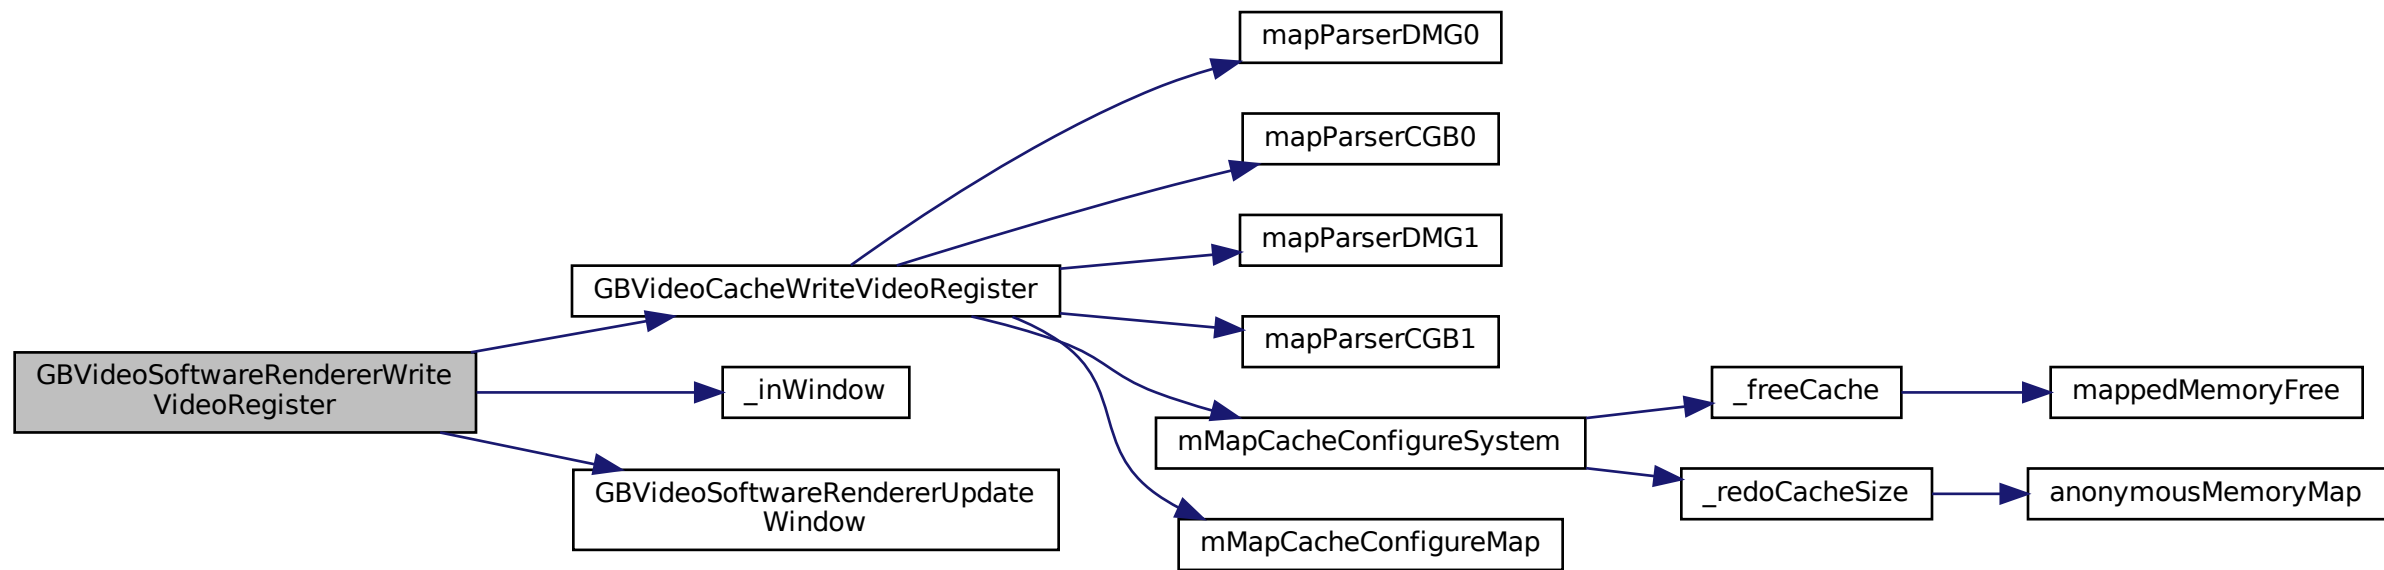 mapParserDMG0
mapParserCGB0
mapParserDMG1
GBVideoCacheWriteVideoRegister
mapParserCGB1
GBVideoSoftwareRendererWrite
VideoRegister
_inWindow
_freeCache
mappedMemoryFree
mMapCacheConfigureSystem
GBVideoSoftwareRendererUpdate
Window
_redoCacheSize
anonymousMemoryMap
mMapCacheConfigureMap